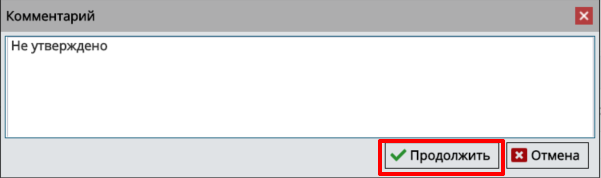 Комментарий
Не утверждено
Продолжить Отмена